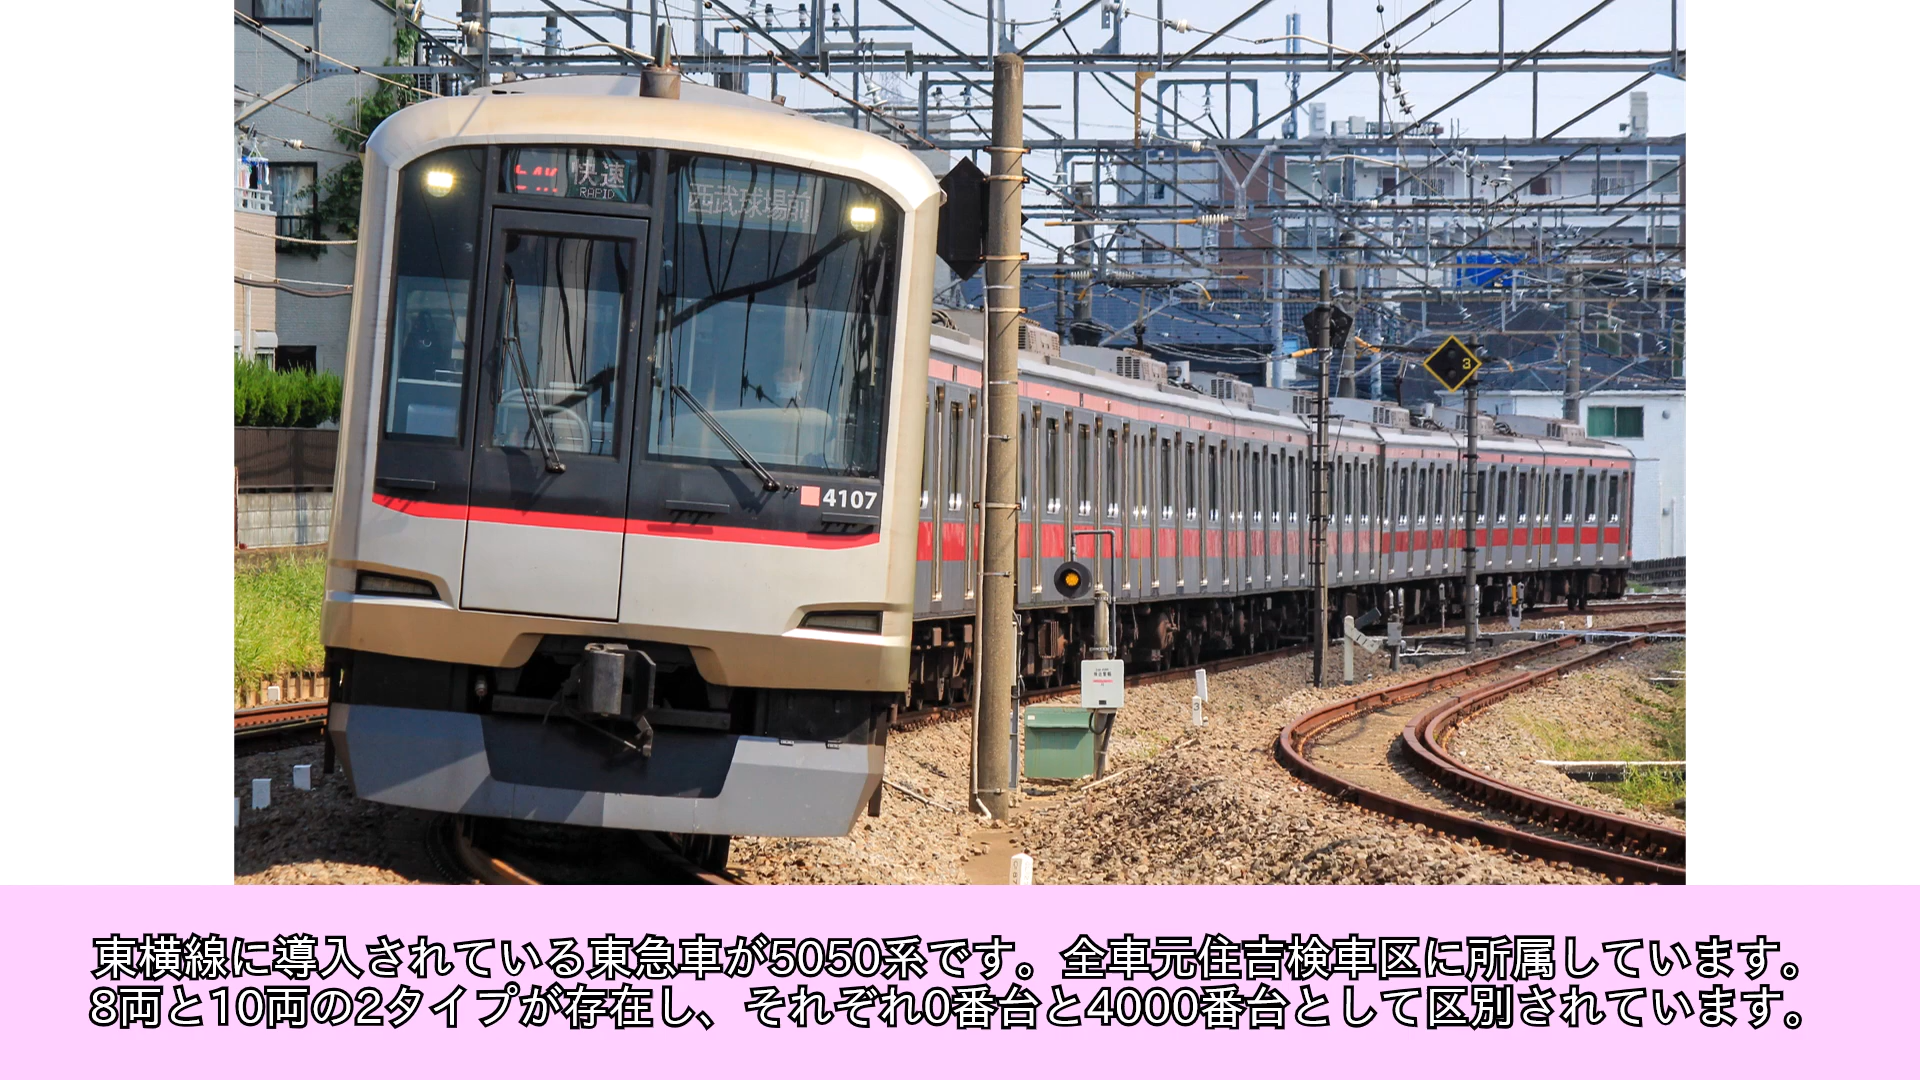 54K 快速
RAPID
西武球場前
4107
3
3
東横線に導入されている東急車が5050系です。全車元住吉検車区に所属しています。
8両と10両の2タイプが存在し、それぞれ0番台と4000番台として区別されています。